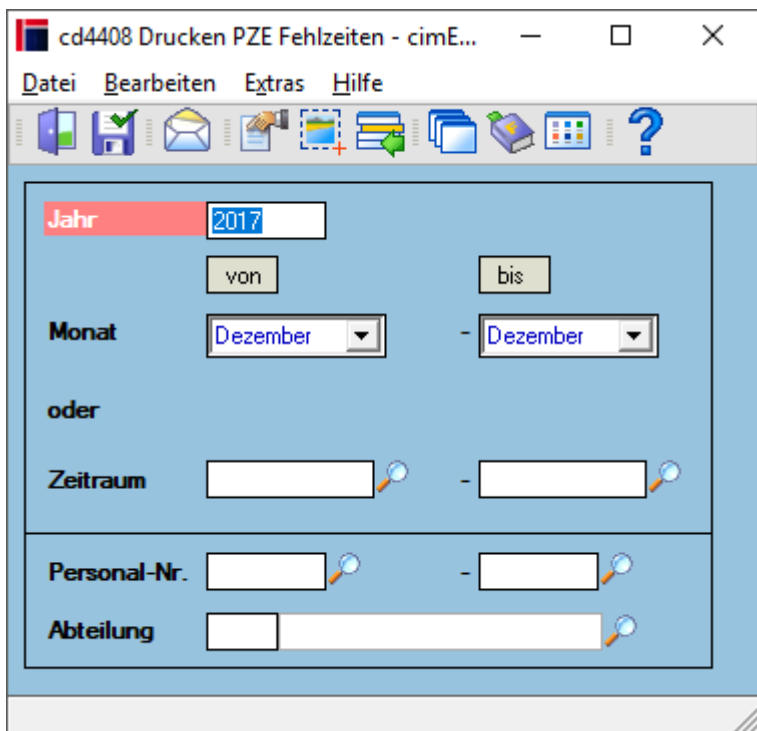 cd4408 Drucken PZE Fehlzeiten - cimE...
Datei Bearbeiten Extras Hilfe
Jahr 2017
von bis
Monat Dezember - Dezember
oder
Zeitraum -
Personal-Nr. -
Abteilung